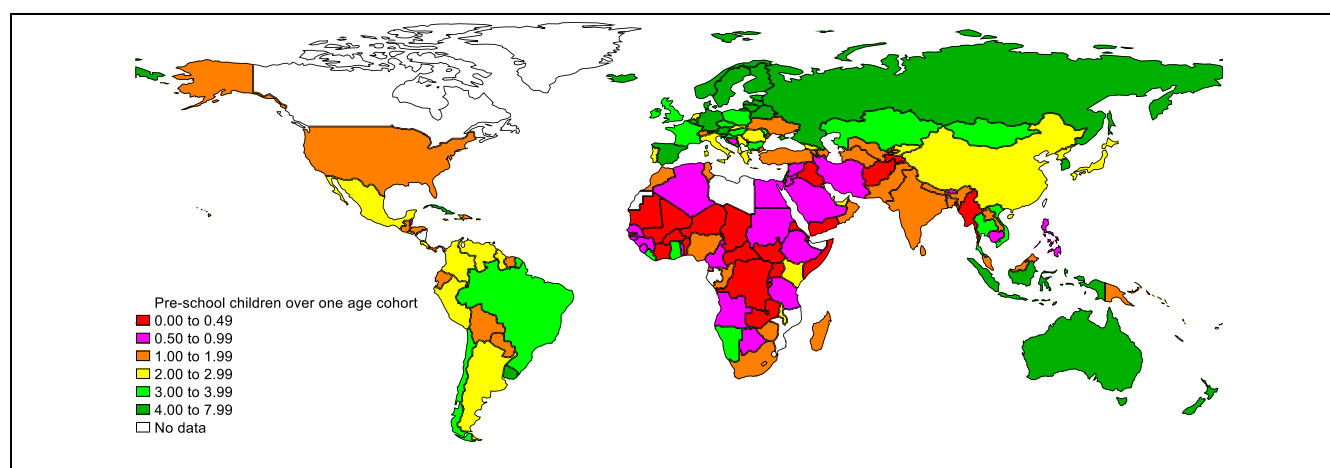 Pre-school children over one age cohort
0.00 to 0.49
0.50 to 0.99
1.00 to 1.99
2.00 to 2.99
3.00 to 3.99
4.00 to 7.99
No data